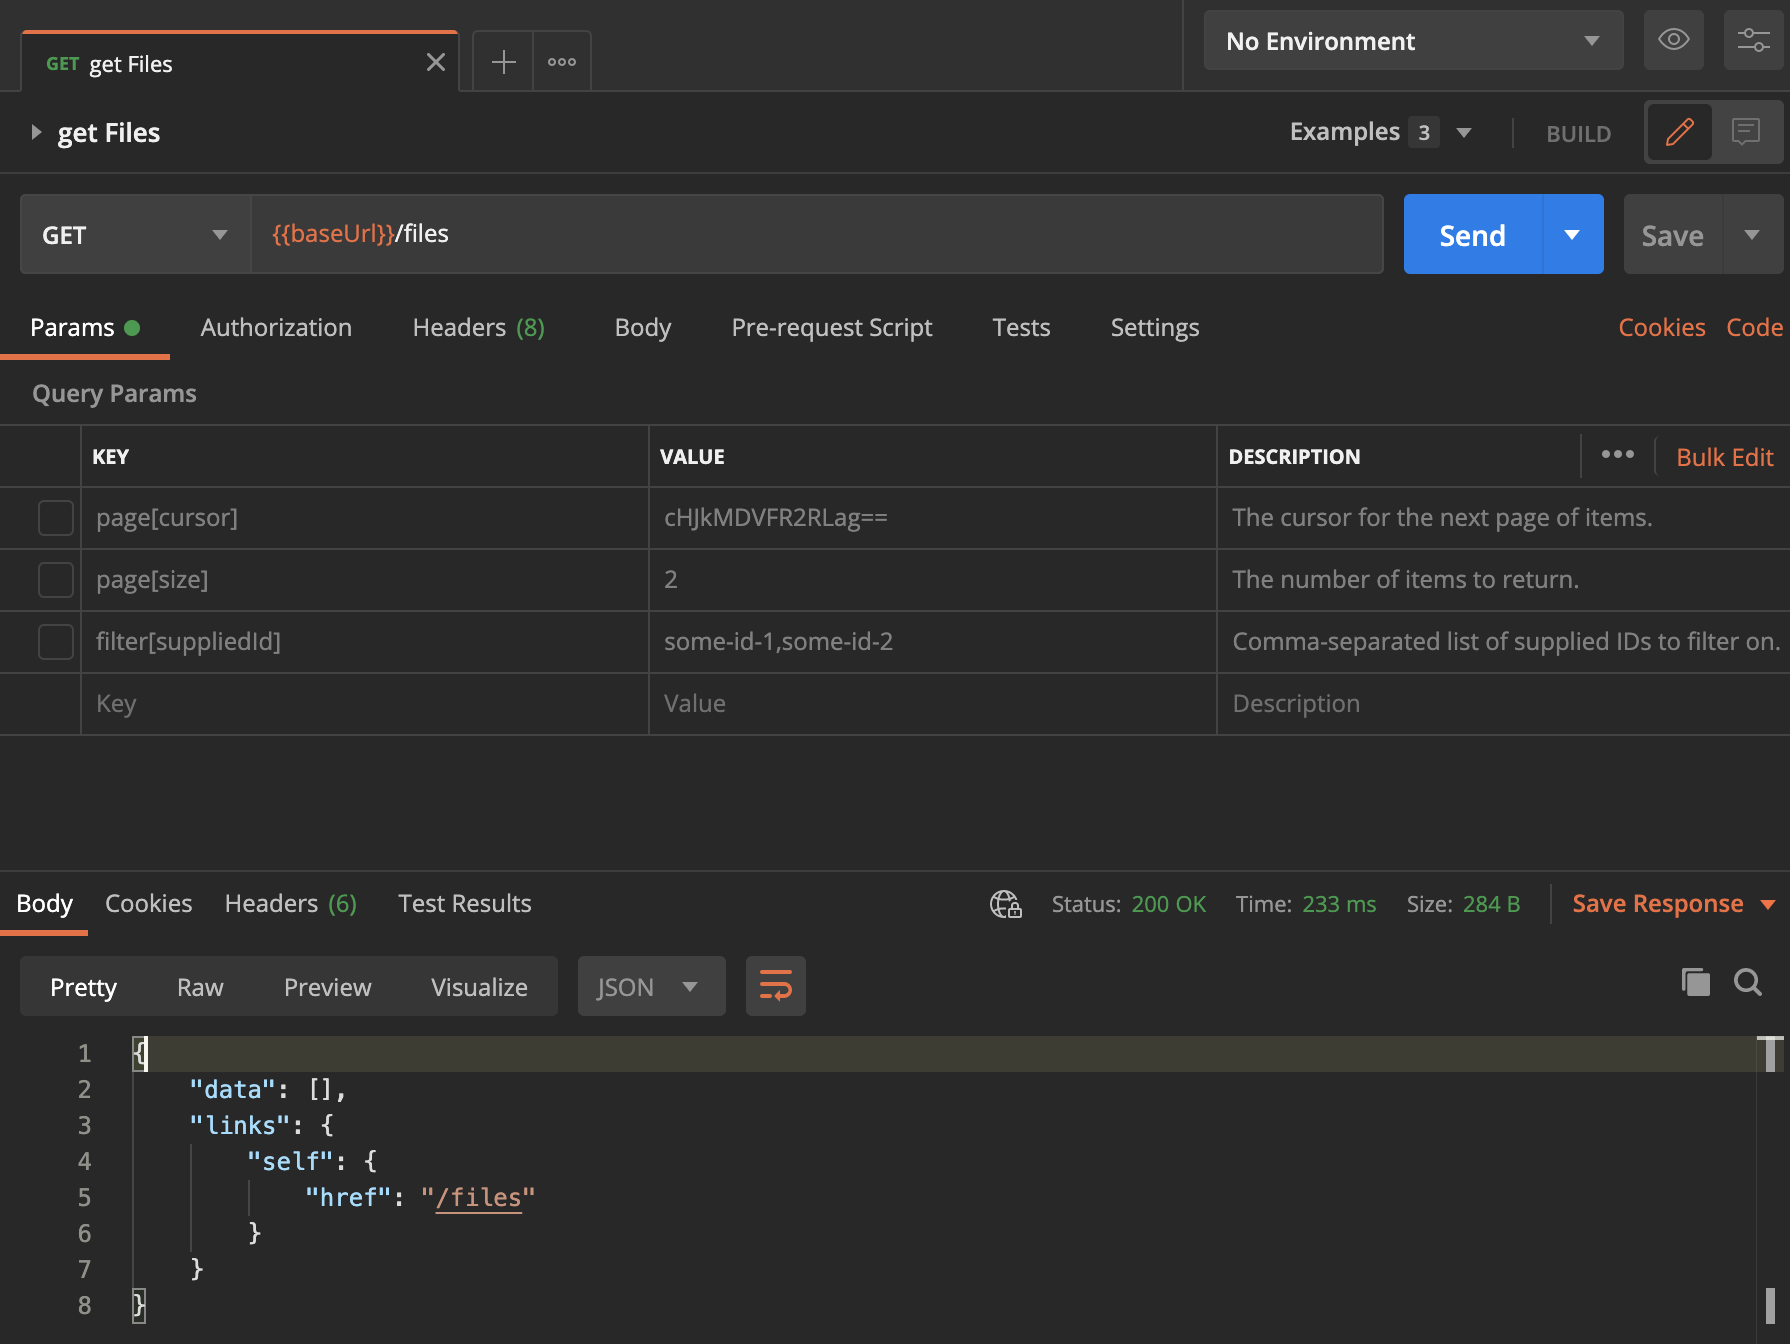 GET get Files
No Environment
get Files
Examples 3 BUILD
GET {{baseUrl}}/files Send Save
Params Authorization Headers (8) Body Pre-request Script Tests Settings Cookies Code
Query Params
KEY VALUE DESCRIPTION Bulk Edit
page[cursor] cHJkMDVFR2RLag== The cursor for the next page of items.
page[size] 2 The number of items to return.
filter[suppliedId] some-id-1,some-id-2 Comma-separated list of supplied IDs to filter on.
Key Value Description
Body Cookies Headers (6) Test Results Status: 200 OK Time: 233 ms Size: 284 B Save Response
Pretty Raw Preview Visualize JSON
1 {
2 "data": [],
3 "links": {
4 "self": {
5 "href": "/files"
6 }
7 }
8 }